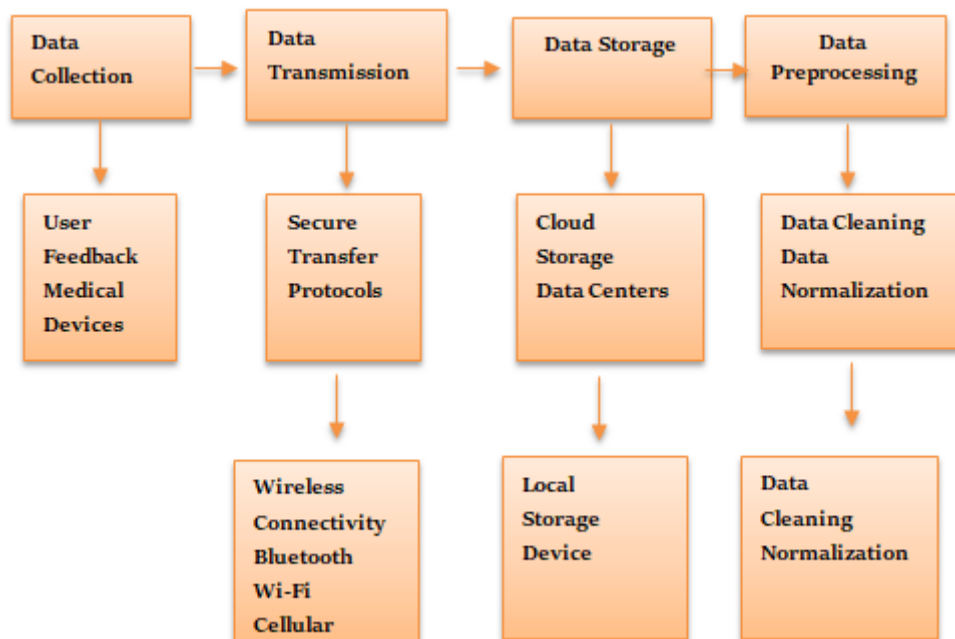 Data
Collection
Data
Transmission
Data Storage
Data
Preprocessing
User
Feedback
Medical
Devices
Secure
Transfer
Protocols
Cloud
Storage
Data Centers
Data Cleaning
Data
Normalization
Wireless
Connectivity
Bluetooth
Wi-Fi
Cellular
Local
Storage
Device
Data
Cleaning
Normalization